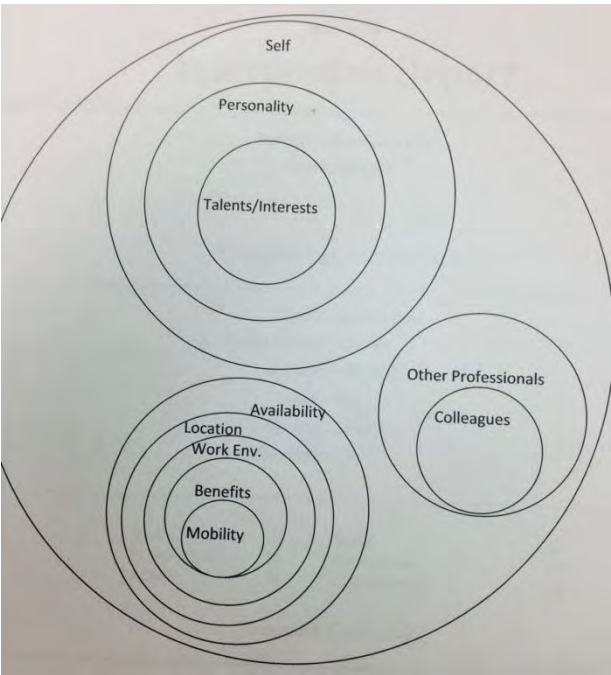 Self
Personality
Talents/Interests
Other Professionals
Colleagues
Availability
Location
Work Env.
Benefits
Mobility